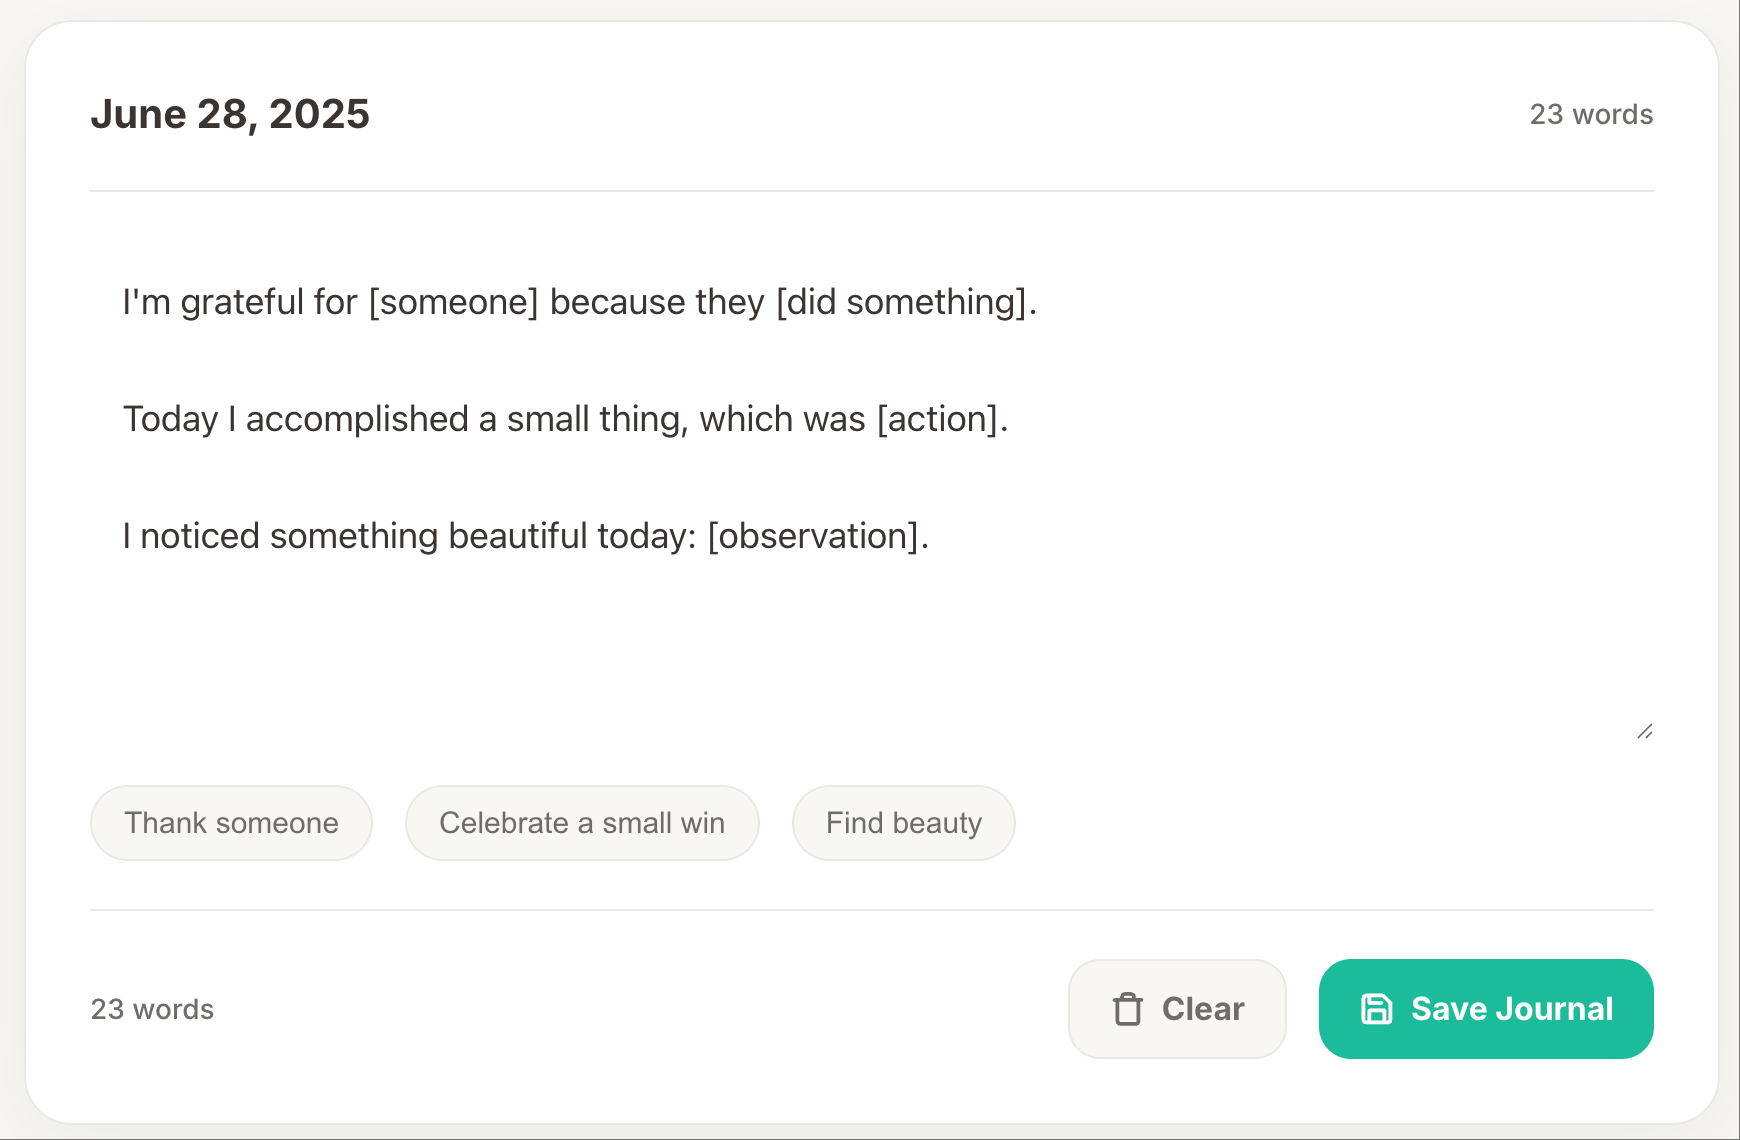 June 28, 2025
23 words
I'm grateful for [someone] because they [did something].
Today I accomplished a small thing, which was [action].
I noticed something beautiful today: [observation].
Thank someone
Celebrate a small win
Find beauty
23 words
Clear
Save Journal